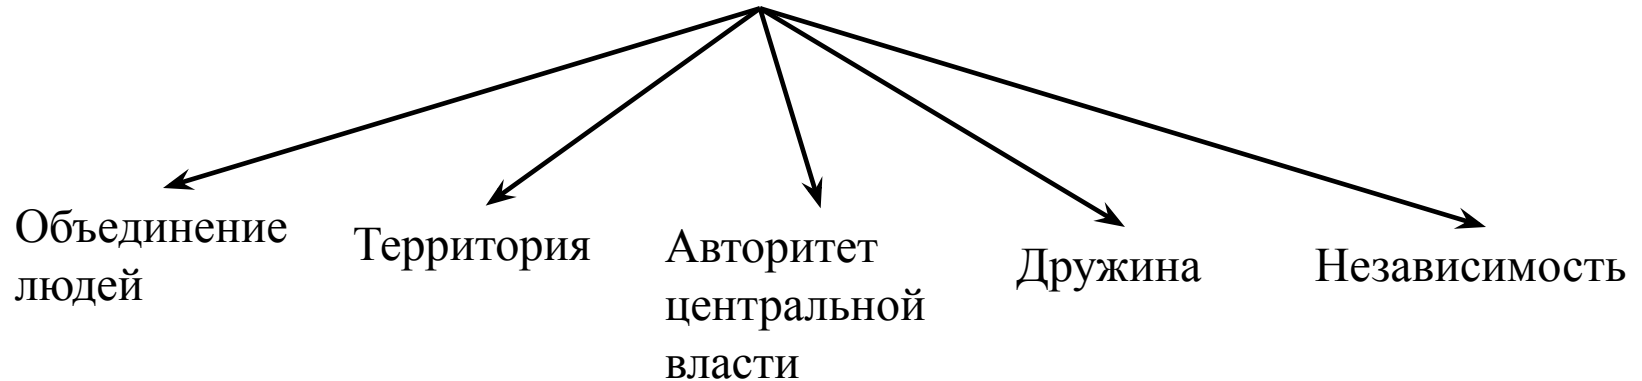 Объединение
людей
Территория
Авторитет
центральной
власти
Дружина
Независимость